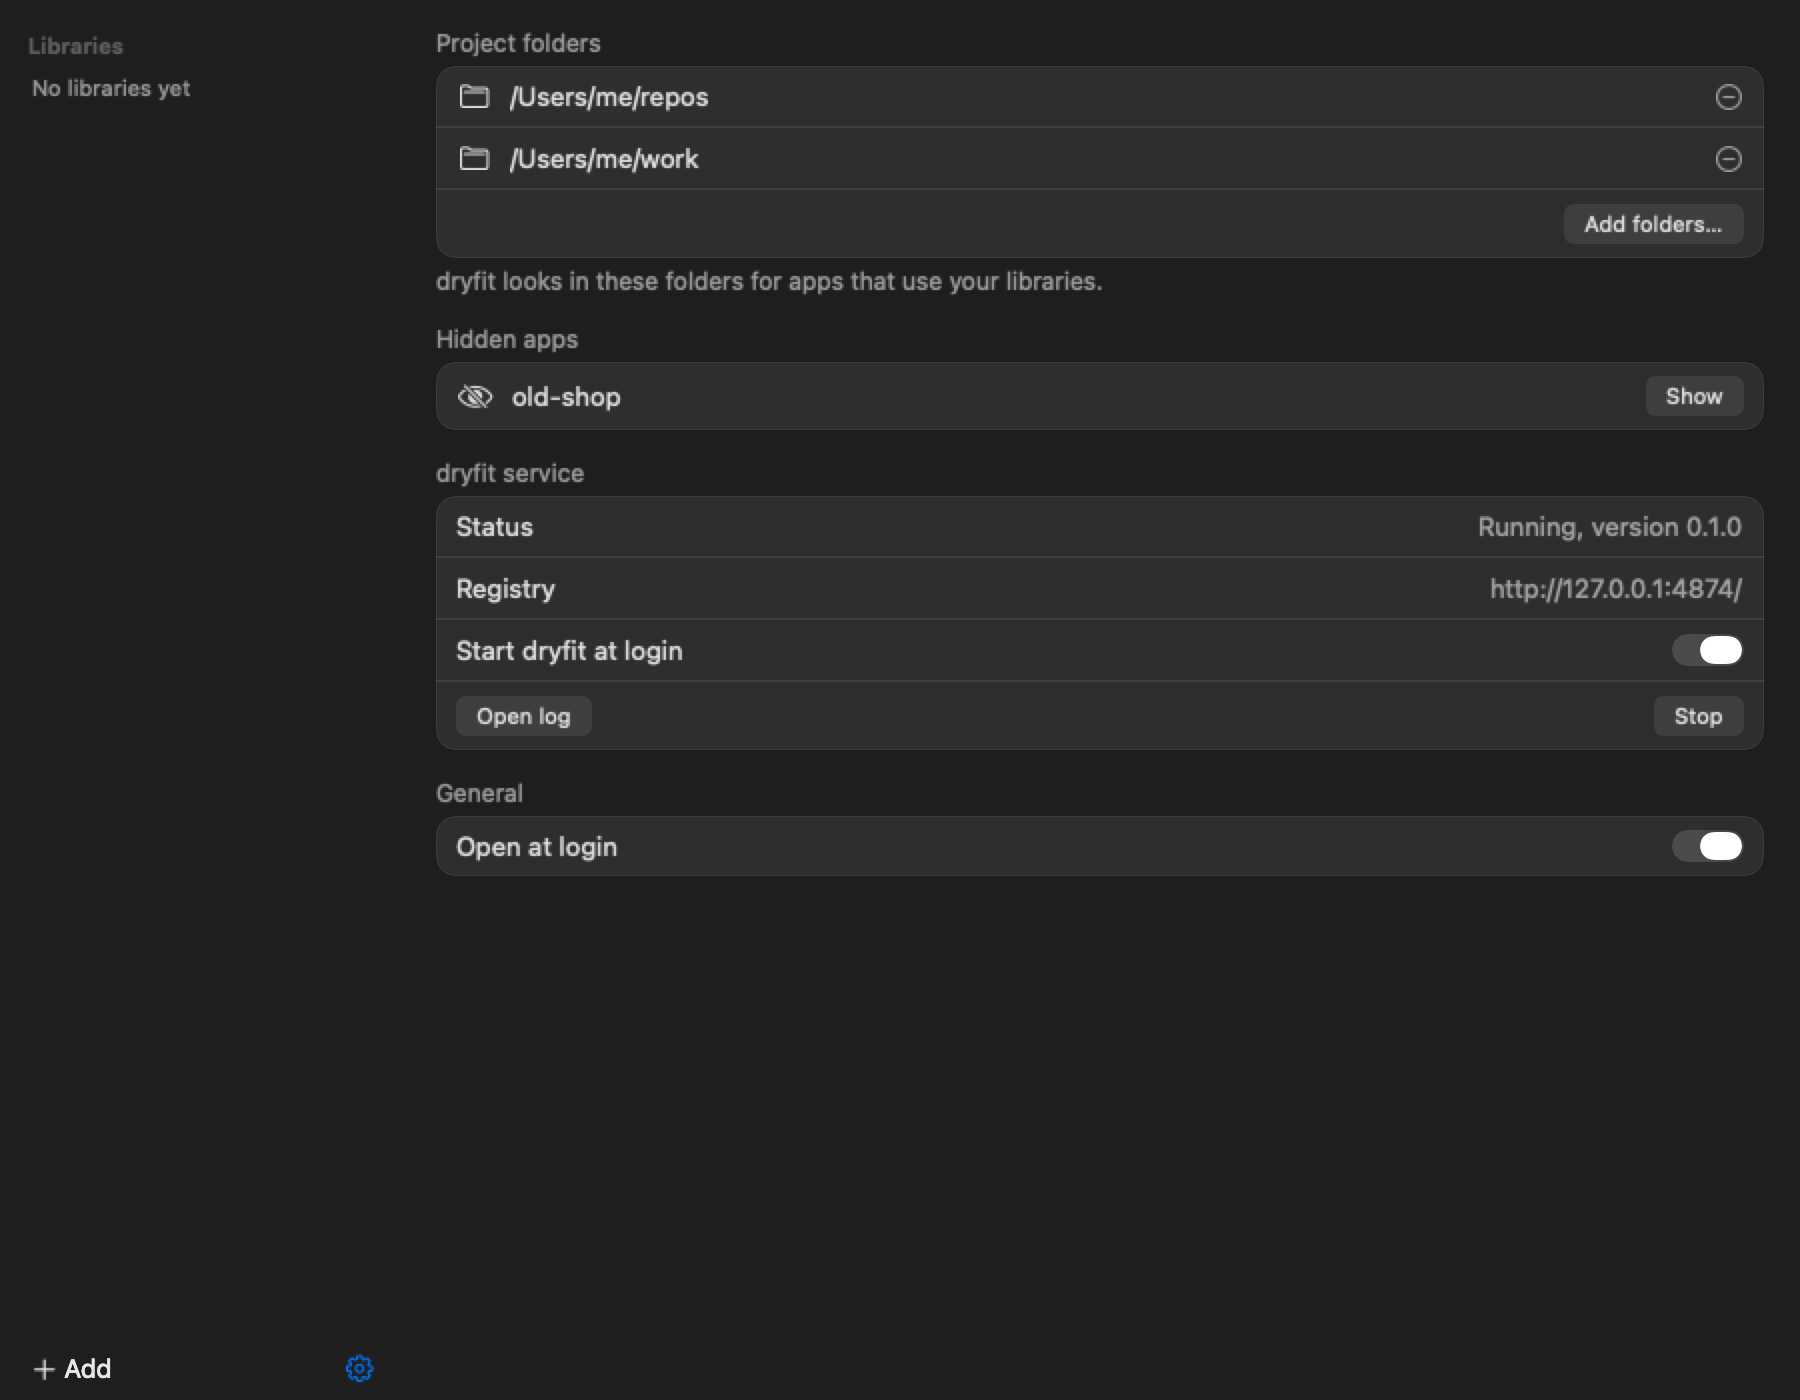 Libraries
No libraries yet
Project folders
/Users/me/repos
/Users/me/work
Add folders...
dryfit looks in these folders for apps that use your libraries.
Hidden apps
old-shop
Show
dryfit service
Status
Running, version 0.1.0
Registry
http://127.0.0.1:4874/
Start dryfit at login
Open log
Stop
General
Open at login
Add